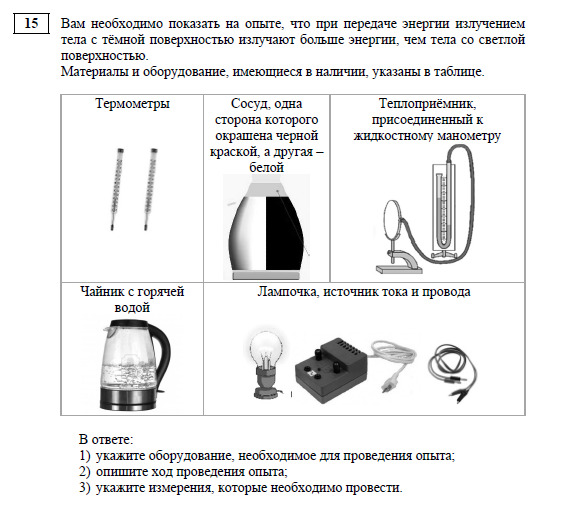 15
Вам необходимо показать на опыте, что при передаче энергии излучением
тела с тёмной поверхностью излучают больше энергии, чем тела со светлой
поверхностью.
Материалы и оборудование, имеющиеся в наличии, указаны в таблице.
Термометры
Сосуд, одна
сторона которого
окрашена черной
краской, а другая –
белой
Теплоприёмник,
присоединенный к
жидкостному манометру
Чайник с горячей
водой
Лампочка, источник тока и провода
В ответе:
1) укажите оборудование, необходимое для проведения опыта;
2) опишите ход проведения опыта;
3) укажите измерения, которые необходимо провести.